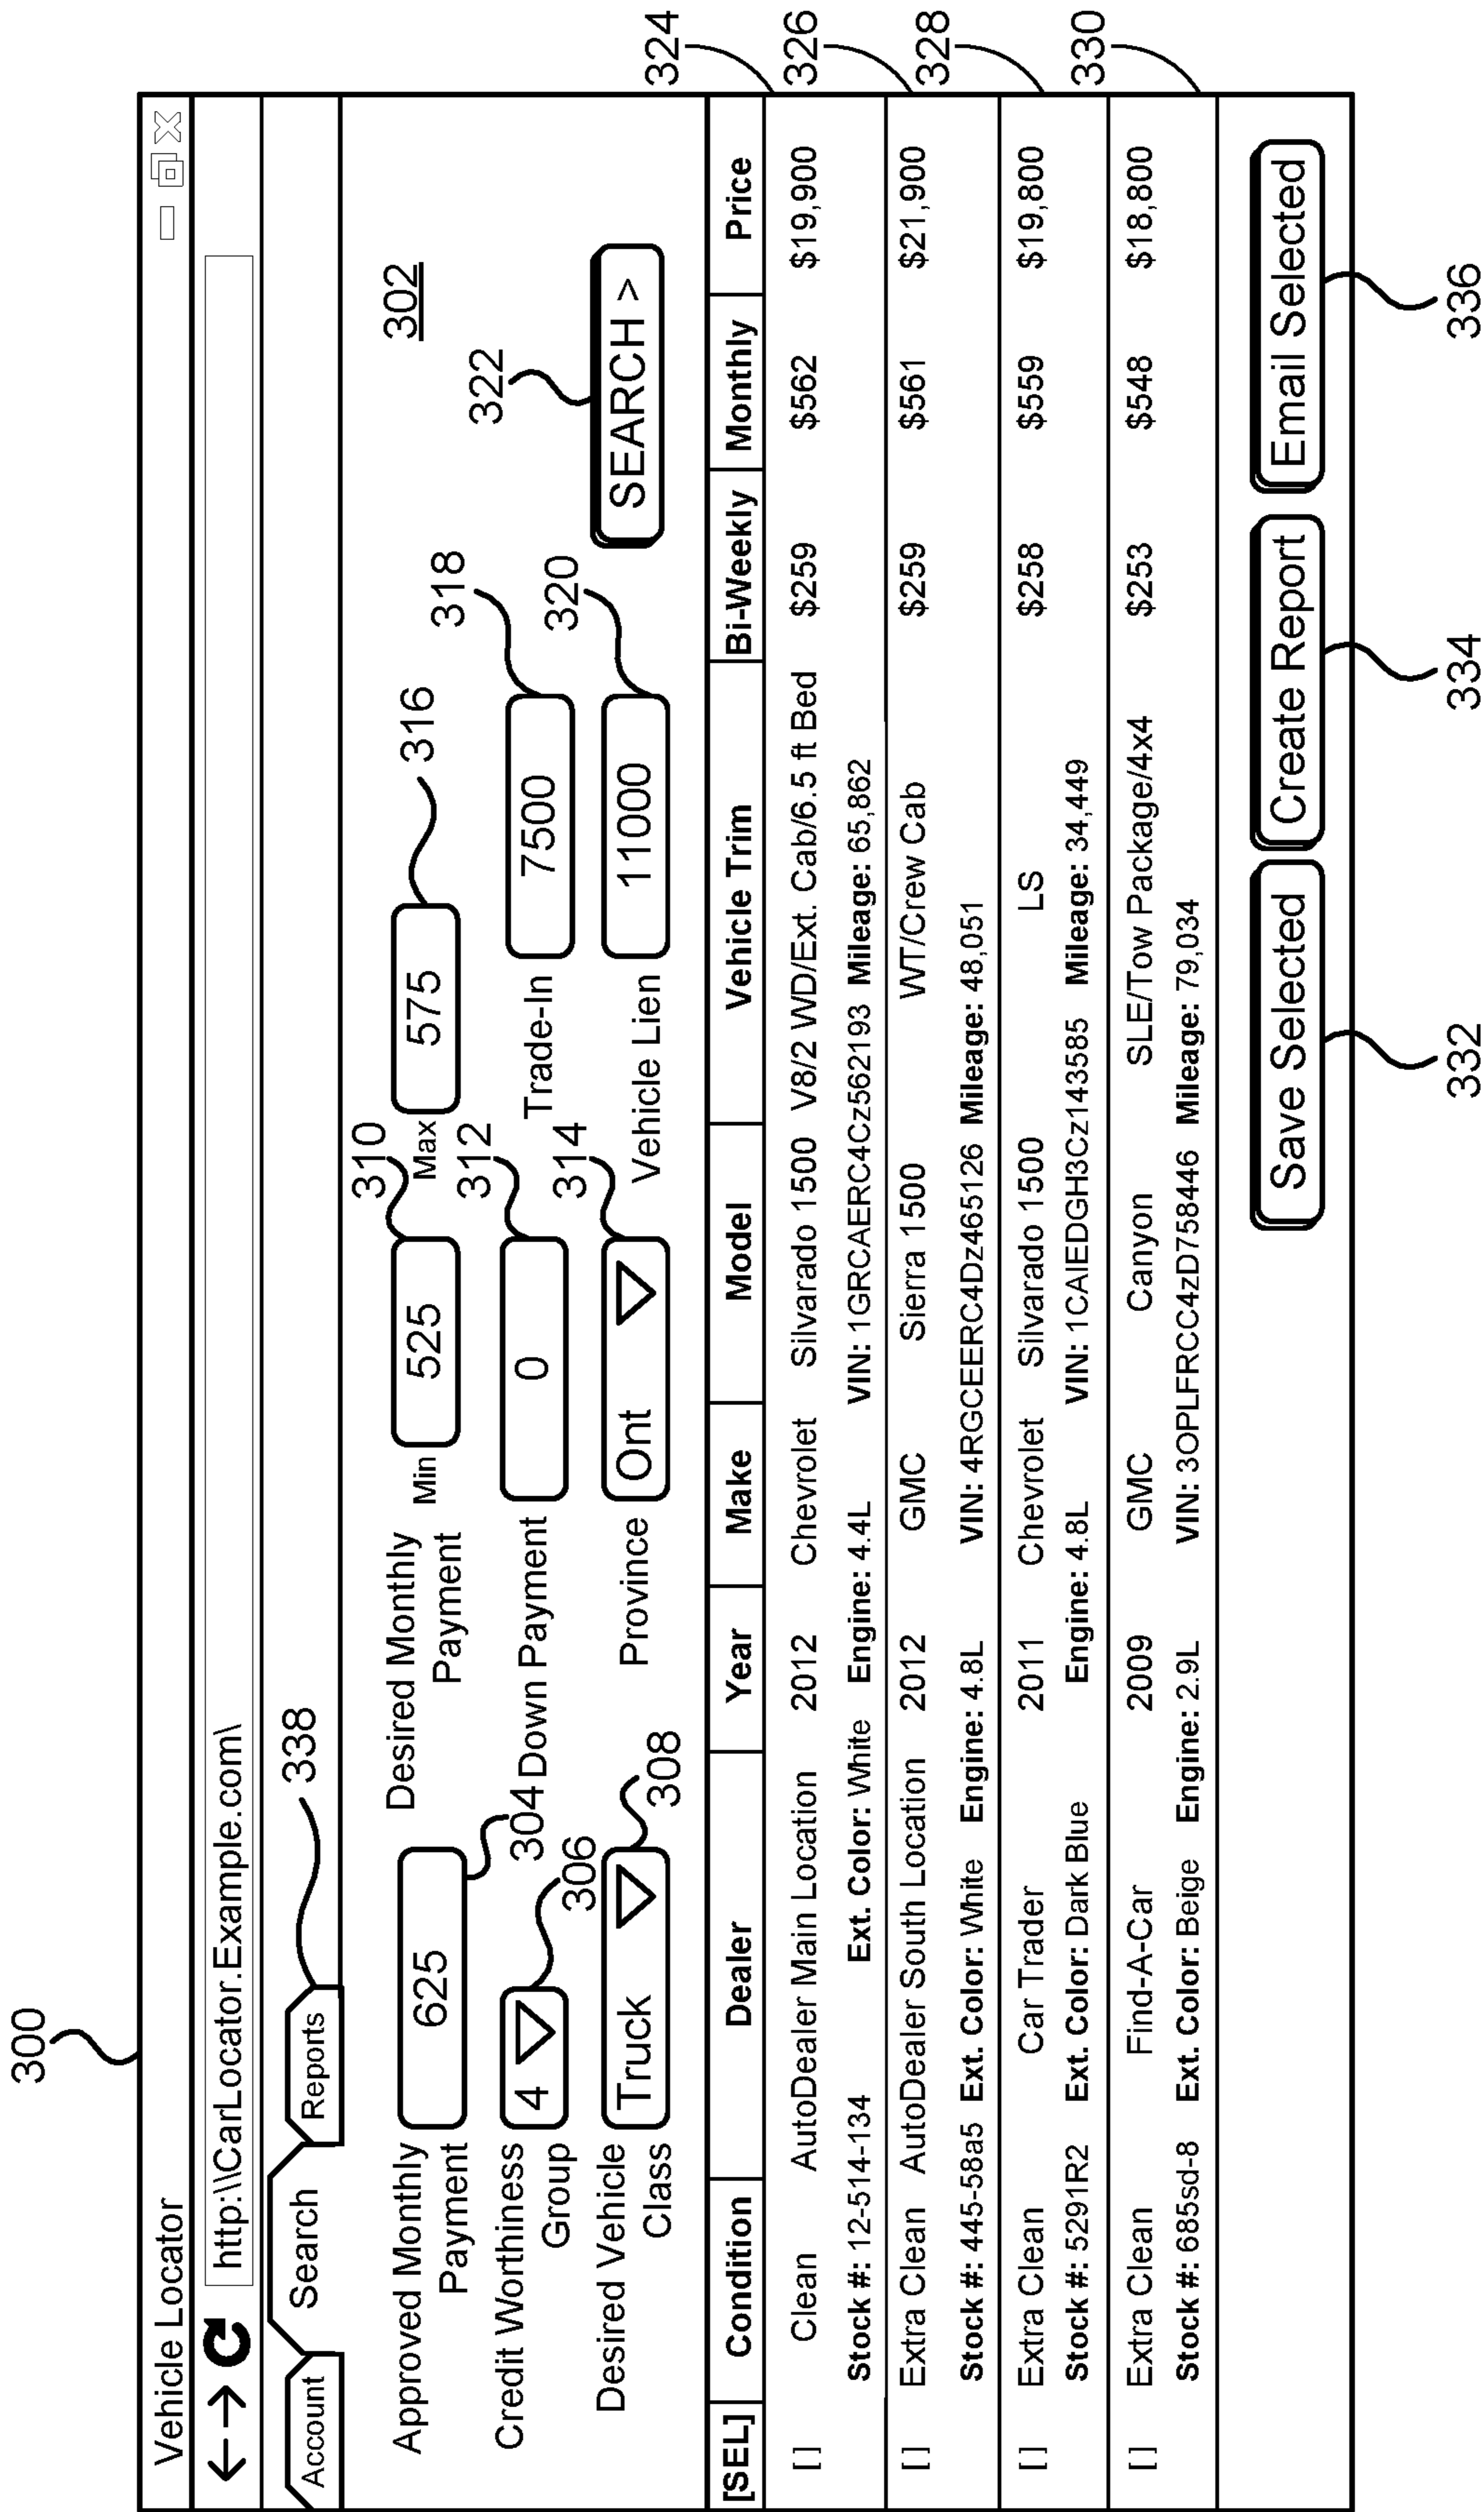 300
Vehicle Locator
http:\\CarLocator.Example.com\
Account Search Reports 338
302
Approved Monthly Payment 625 304
Desired Monthly Payment Min 525 310 Max 575 316
Credit Worthiness Group 4 306
Down Payment 0 312
Trade-In 7500 318
Desired Vehicle Class Truck 308
Province Ont 314
Vehicle Lien 11000 320
SEARCH > 322
[SEL] Condition Dealer Year Make Model Vehicle Trim Bi-Weekly Monthly Price
324
[ ] Clean AutoDealer Main Location 2012 Chevrolet Silvarado 1500 V8/2 WD/Ext. Cab/6.5 ft Bed $259 $562 $19,900
Stock #: 12-514-134 Ext. Color: White Engine: 4.4L VIN: 1GRCAERC4Cz562193 Mileage: 65,862
326
[ ] Extra Clean AutoDealer South Location 2012 GMC Sierra 1500 WT/Crew Cab $259 $561 $21,900
Stock #: 445-58a5 Ext. Color: White Engine: 4.8L VIN: 4RGCEERC4Dz465126 Mileage: 48,051
328
[ ] Extra Clean Car Trader 2011 Chevrolet Silvarado 1500 LS $258 $559 $19,800
Stock #: 5291R2 Ext. Color: Dark Blue Engine: 4.8L VIN: 1CAIEDGH3Cz143585 Mileage: 34,449
330
[ ] Extra Clean Find-A-Car 2009 GMC Canyon SLE/Tow Package/4x4 $253 $548 $18,800
Stock #: 685sd-8 Ext. Color: Beige Engine: 2.9L VIN: 3OPLFRCC4zD758446 Mileage: 79,034
Save Selected Create Report Email Selected
332 334 336